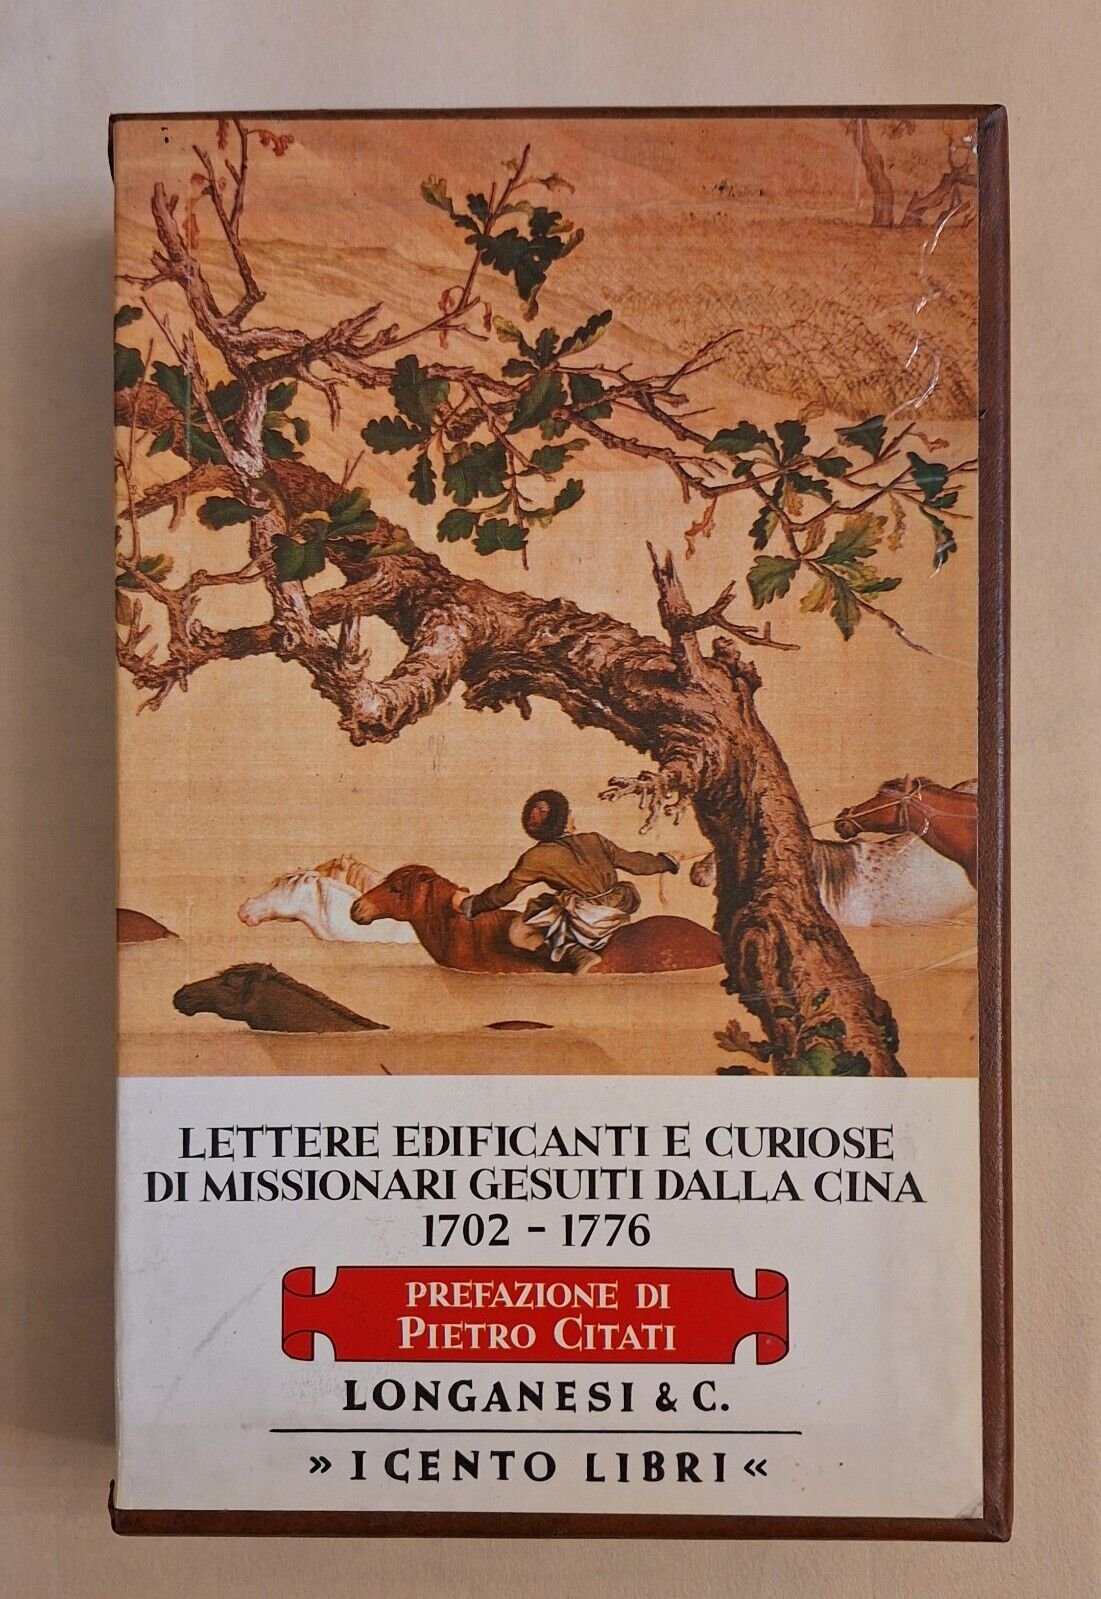 LETTERE EDIFICANTI E CURIOSE
DI MISSIONARI GESUITI DALLA CINA
1702 - 1776
PREFAZIONE DI
PIETRO CITATI
LONGANESI & C.
» I CENTO LIBRI «